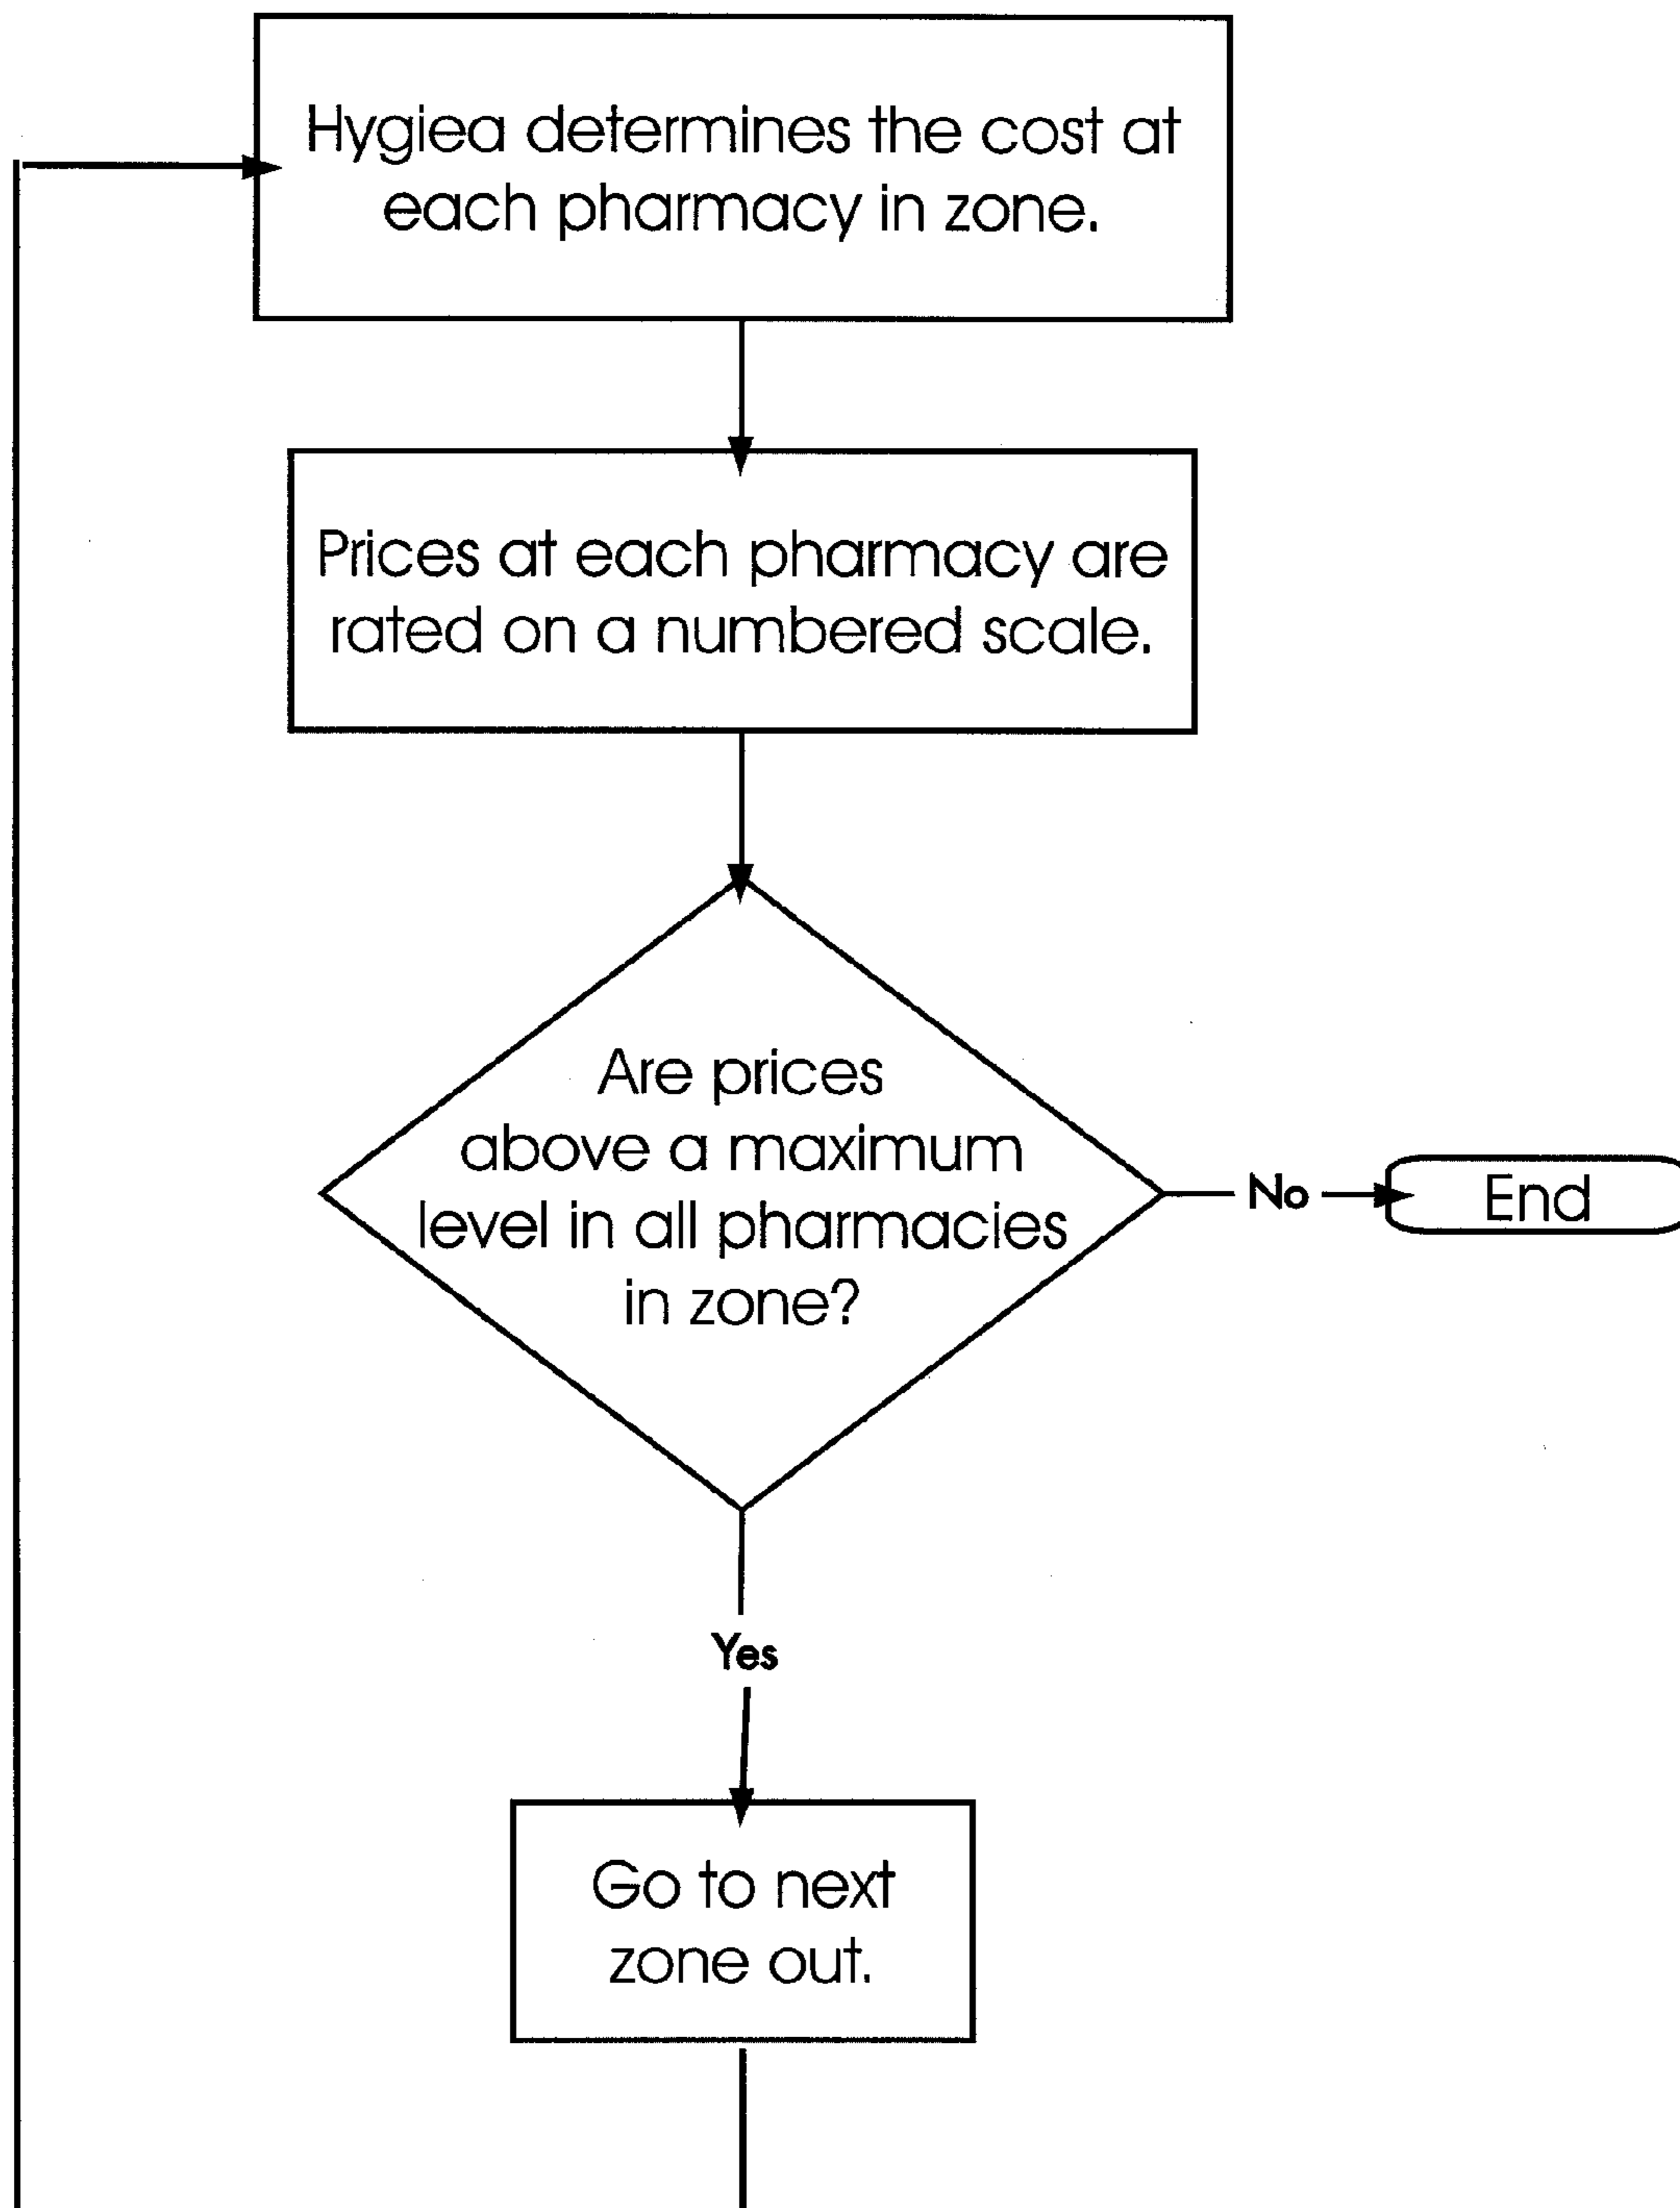 Hygiea determines the cost at
each pharmacy in zone.
Prices at each pharmacy are
rated on a numbered scale.
Are prices
above a maximum
level in all pharmacies
in zone?
No
End
Yes
Go to next
zone out.